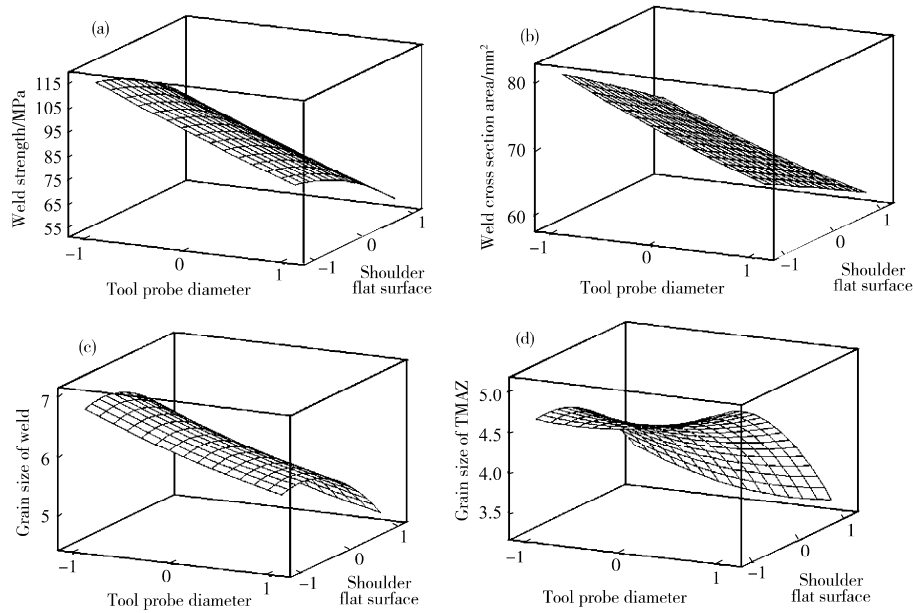 (a)
Weld strength/MPa
115
105
95
85
75
65
55
-1
0
1
Tool probe diameter
-1
0
1
Shoulder
flat surface
(b)
Weld cross section area/mm²
80
70
60
-1
0
1
Tool probe diameter
-1
0
1
Shoulder
flat surface
(c)
Grain size of weld
7
6
5
-1
0
1
Tool probe diameter
-1
0
1
Shoulder
flat surface
(d)
Grain size of TMAZ
5.0
4.5
4.0
3.5
-1
0
1
Tool probe diameter
-1
0
1
Shoulder
flat surface